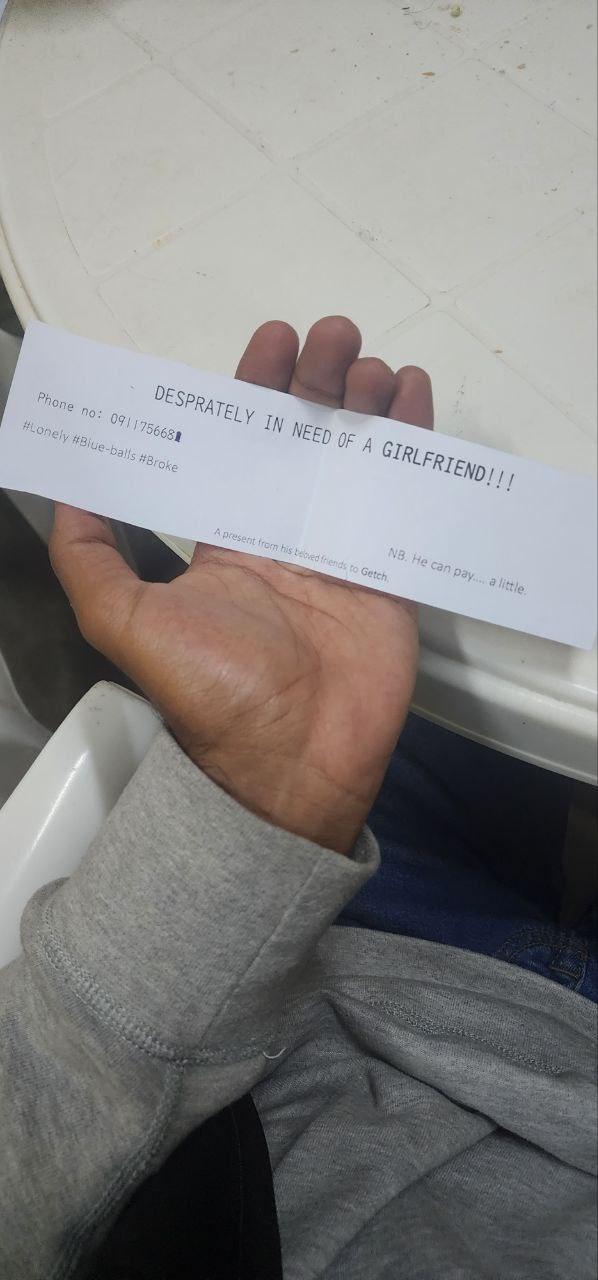 DESPRATELY IN NEED OF A GIRLFRIEND!!!
Phone no: 091175668
#Lonely #Blue-balls #Broke
NB. He can pay.... a little.
A present from his beloved friends to Getch.